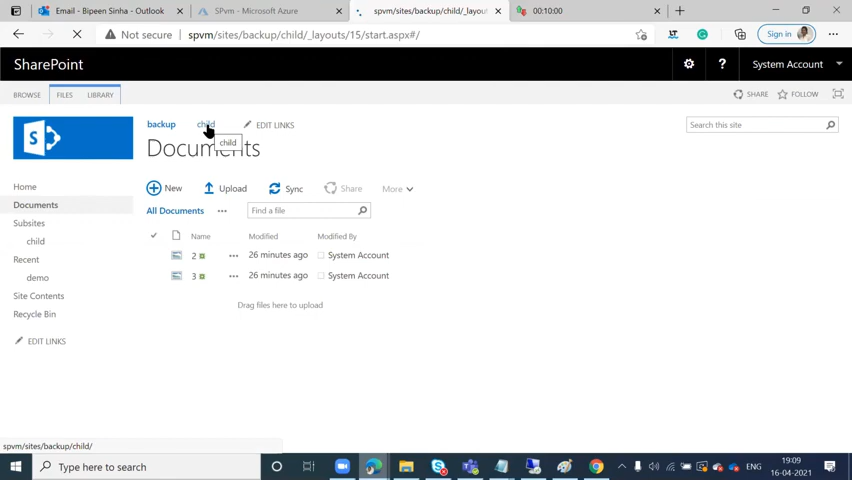 Email - Bipeen Sinha - Outlook
SPvm - Microsoft Azure
spvm/sites/backup/child/_layout
00:10:00
Not secure
spvm/sites/backup/child/_layouts/15/start.aspx#/
Sign in
SharePoint
System Account
BROWSE
FILES
LIBRARY
SHARE
FOLLOW
backup
child
EDIT LINKS
Search this site
child
Documents
Home
Documents
Subsites
child
Recent
demo
Site Contents
Recycle Bin
EDIT LINKS
New
Upload
Sync
Share
More
All Documents
Find a file
Name
Modified
Modified By
2
26 minutes ago
System Account
3
26 minutes ago
System Account
Drag files here to upload
spvm/sites/backup/child/
Type here to search
ENG
19:09
16-04-2021